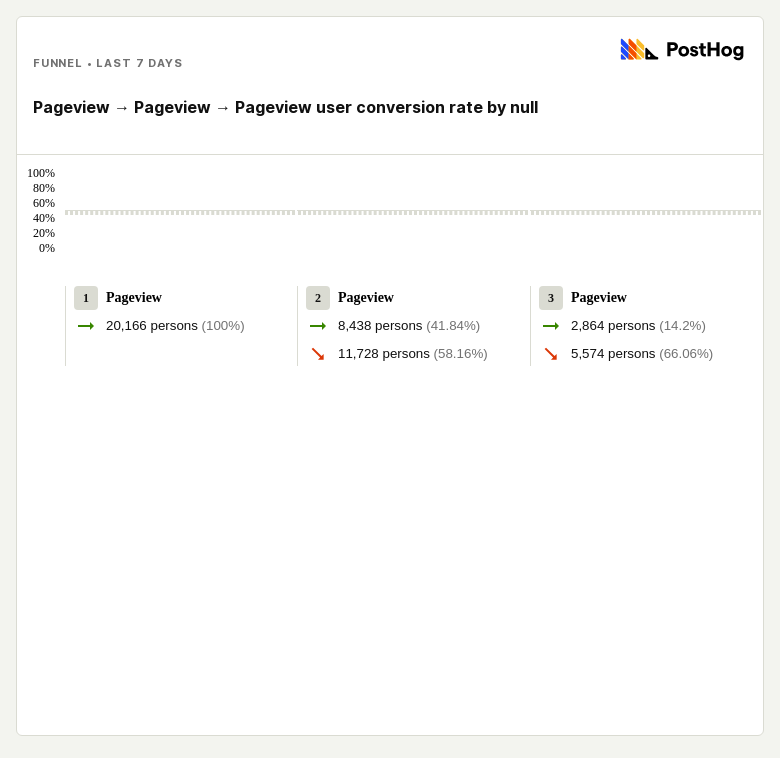 PostHog
FUNNEL • LAST 7 DAYS
Pageview → Pageview → Pageview user conversion rate by null
100%
80%
60%
40%
20%
0%
1 Pageview
20,166 persons (100%)
2 Pageview
8,438 persons (41.84%)
11,728 persons (58.16%)
3 Pageview
2,864 persons (14.2%)
5,574 persons (66.06%)